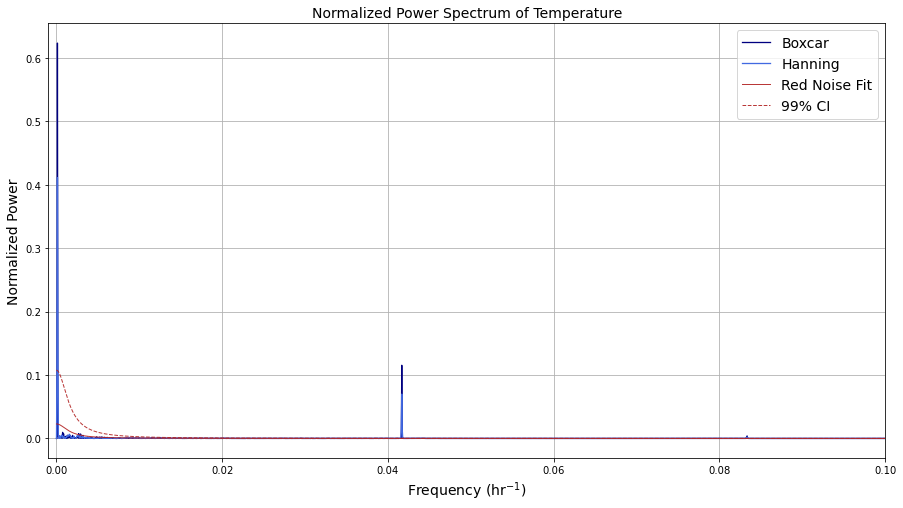 Normalized Power Spectrum of Temperature
Boxcar
Hanning
Red Noise Fit
99% CI
Normalized Power
0.6
0.5
0.4
0.3
0.2
0.1
0.0
0.00 0.02 0.04 0.06 0.08 0.10
Frequency (hr⁻¹)